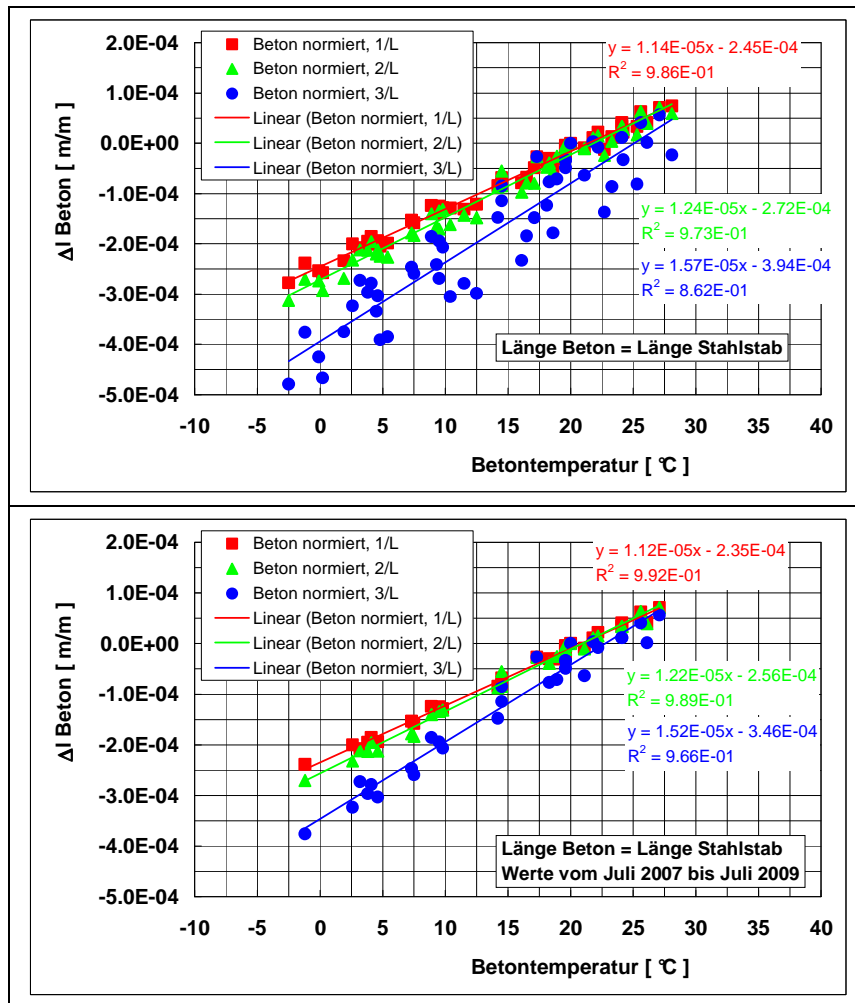 2.0E-04
1.0E-04
0.0E+00
-1.0E-04
-2.0E-04
-3.0E-04
-4.0E-04
-5.0E-04
Δl Beton [ m/m ]
Beton normiert, 1/L
Beton normiert, 2/L
Beton normiert, 3/L
Linear (Beton normiert, 1/L)
Linear (Beton normiert, 2/L)
Linear (Beton normiert, 3/L)
y = 1.14E-05x - 2.45E-04
R² = 9.86E-01
y = 1.24E-05x - 2.72E-04
R² = 9.73E-01
y = 1.57E-05x - 3.94E-04
R² = 8.62E-01
Länge Beton = Länge Stahlstab
-10 -5 0 5 10 15 20 25 30 35 40
Betontemperatur [ °C ]
2.0E-04
1.0E-04
0.0E+00
-1.0E-04
-2.0E-04
-3.0E-04
-4.0E-04
-5.0E-04
Δl Beton [ m/m ]
Beton normiert, 1/L
Beton normiert, 2/L
Beton normiert, 3/L
Linear (Beton normiert, 1/L)
Linear (Beton normiert, 2/L)
Linear (Beton normiert, 3/L)
y = 1.12E-05x - 2.35E-04
R² = 9.92E-01
y = 1.22E-05x - 2.56E-04
R² = 9.89E-01
y = 1.52E-05x - 3.46E-04
R² = 9.66E-01
Länge Beton = Länge Stahlstab
Werte vom Juli 2007 bis Juli 2009
-10 -5 0 5 10 15 20 25 30 35 40
Betontemperatur [ °C ]